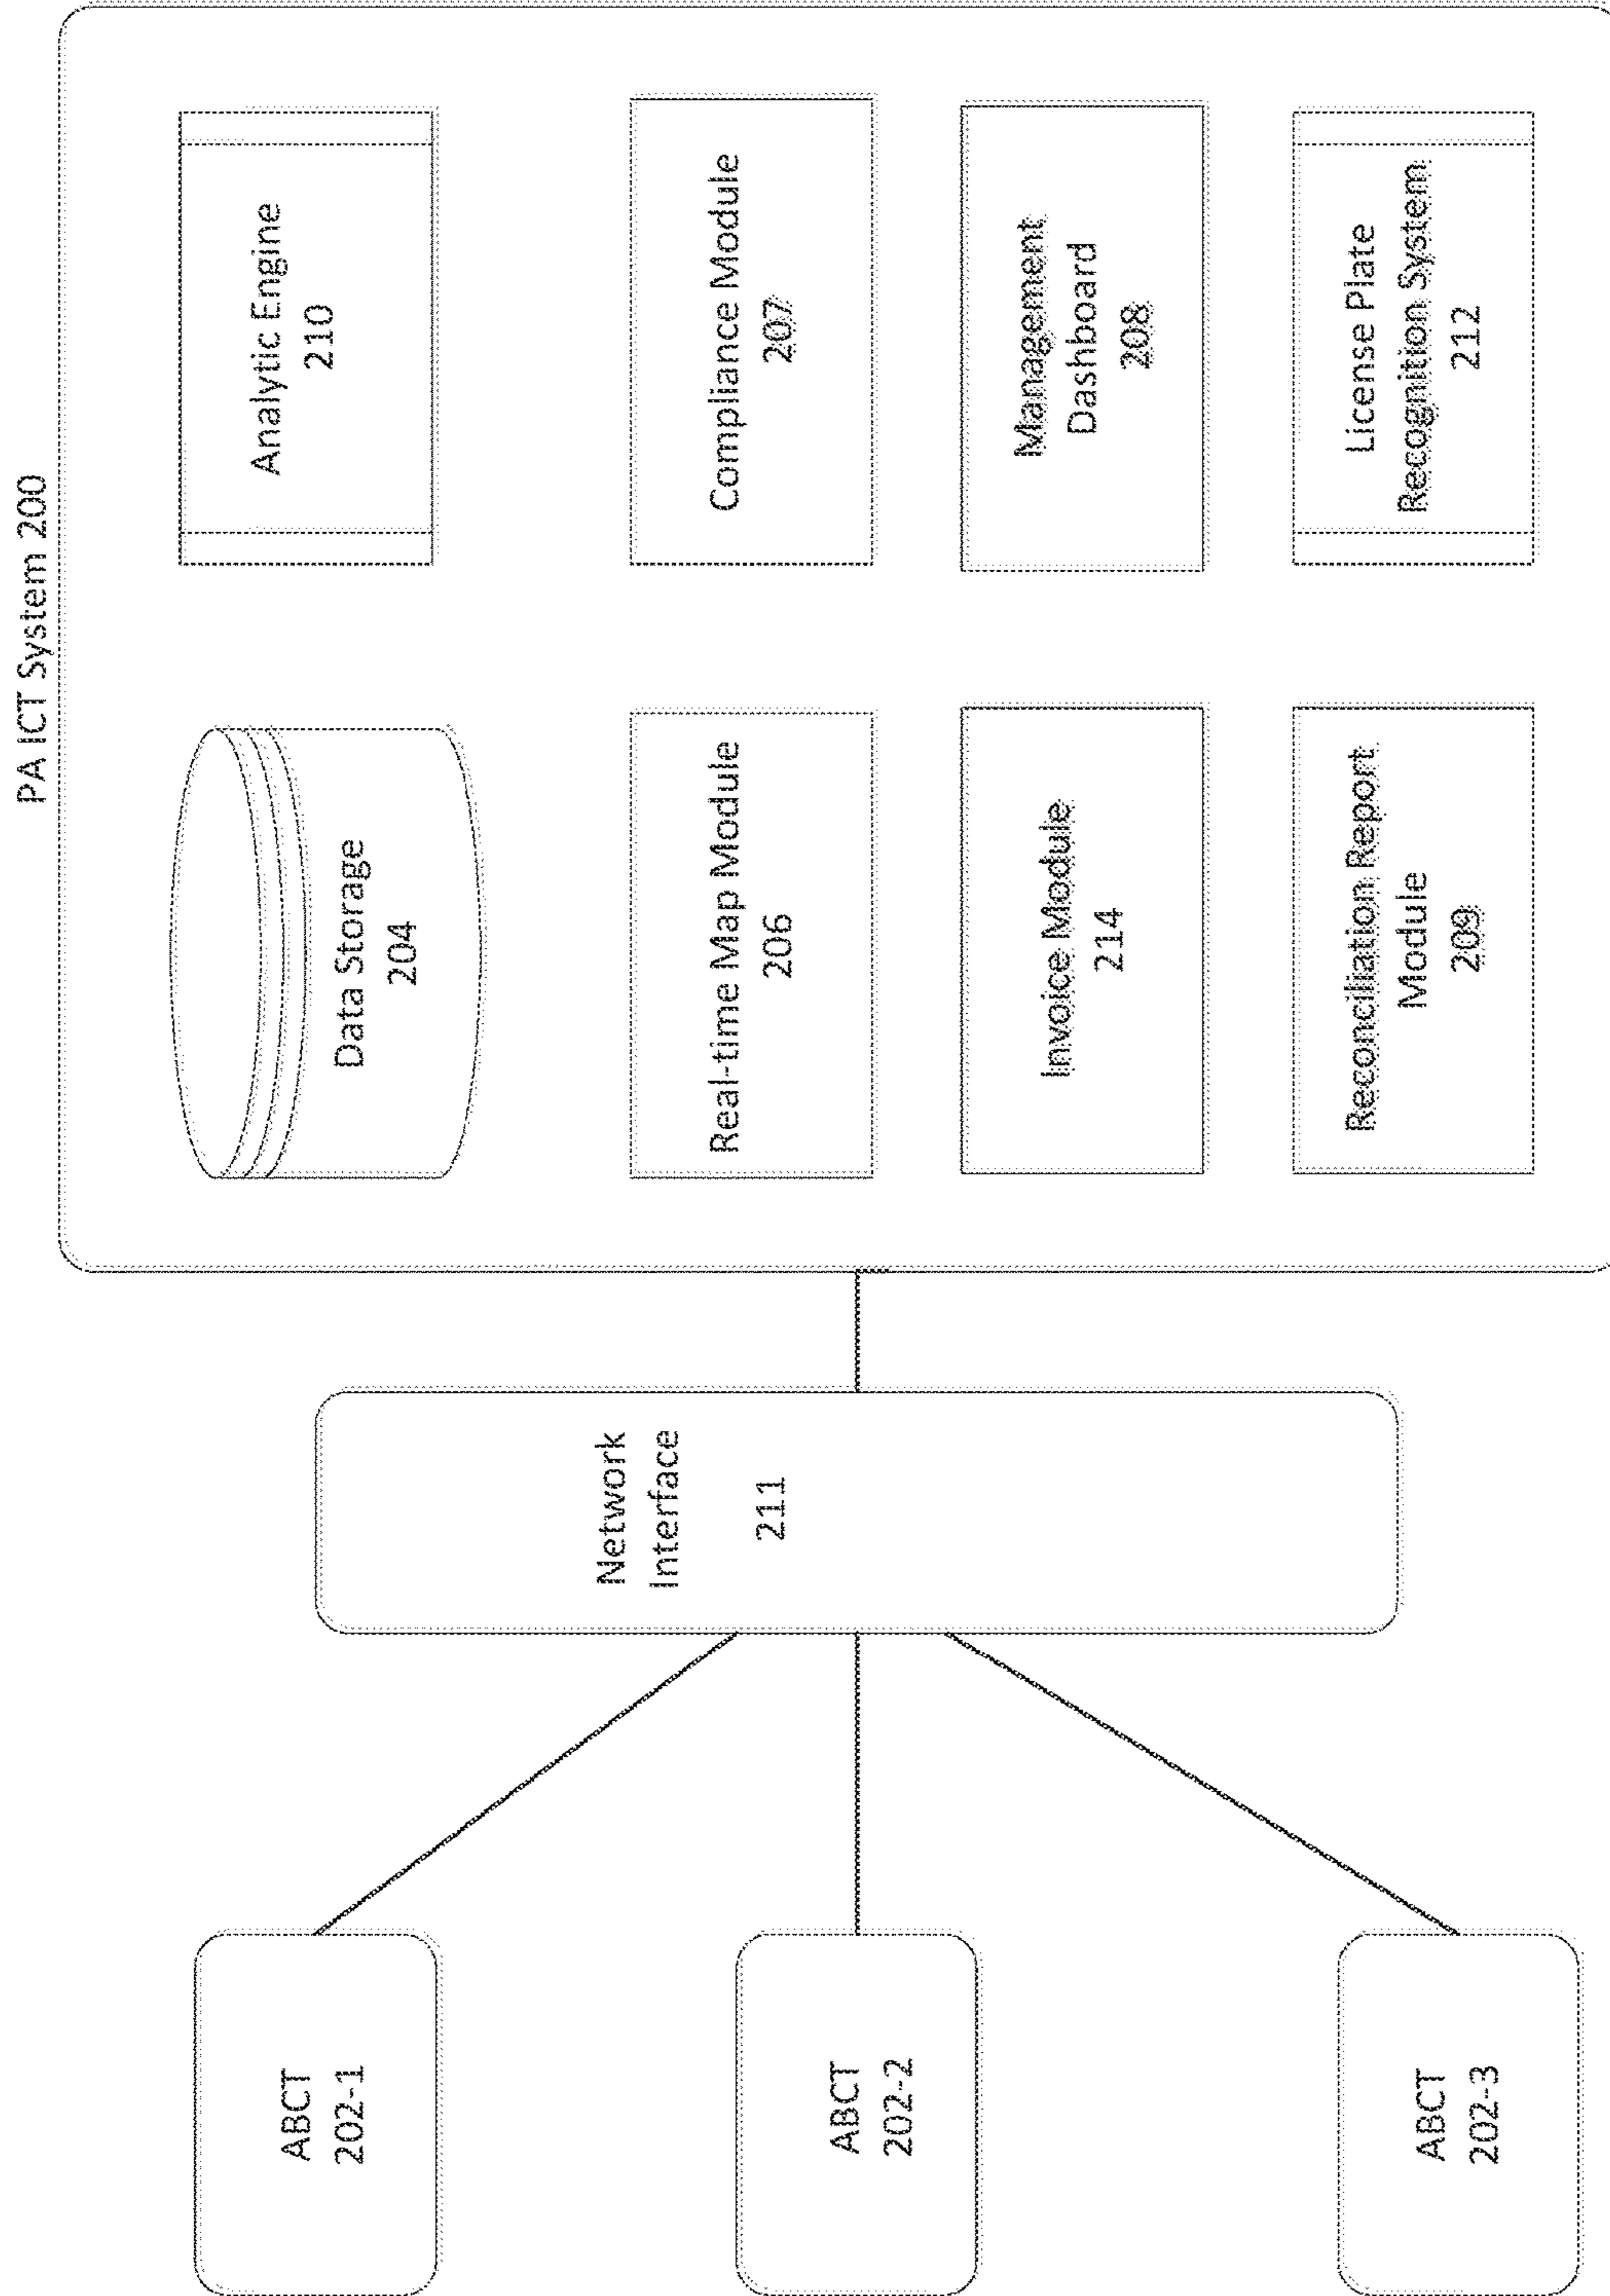 PA ICT System 200
Data Storage
204
Analytic Engine
210
Real-time Map Module
206
Compliance Module
207
Invoice Module
214
Management
Dashboard
208
Reconciliation Report
Module
209
License Plate
Recognition System
212
Network
Interface
211
ABCT
202-1
ABCT
202-2
ABCT
202-3